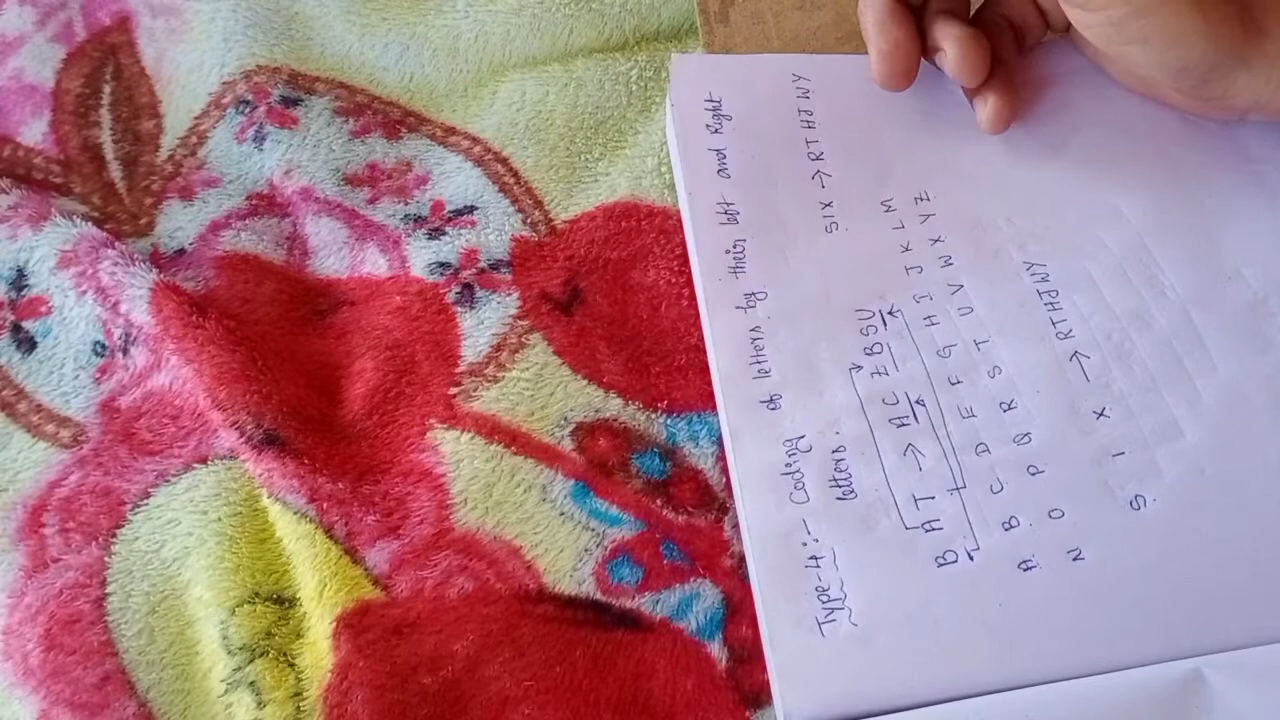 Type-4:- Coding of letters by their left and Right
letters.
BAT → AC ZB SU
SIX → RTHJWY
A B C D E F G H I J K L M
N O P Q R S T U V W X Y Z
S I X → RTHJWY